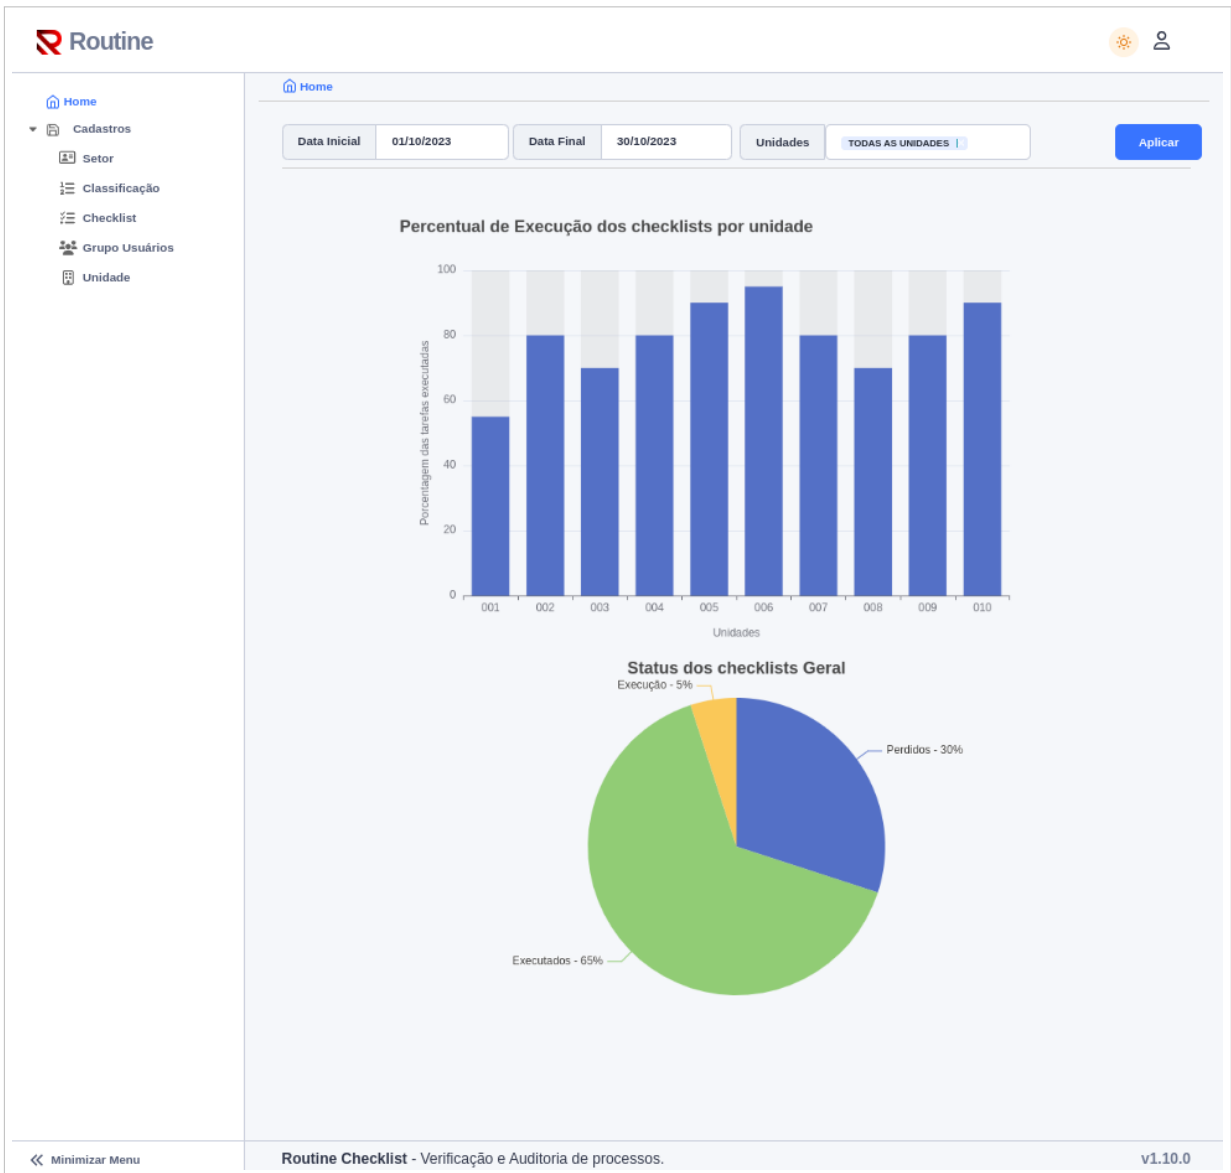 Routine
Home
Cadastros
Setor
Classificação
Checklist
Grupo Usuários
Unidade
Minimizar Menu
Home
Data Inicial 01/10/2023 Data Final 30/10/2023 Unidades TODAS AS UNIDADES | Aplicar
Percentual de Execução dos checklists por unidade
Porcentagem das tarefas executadas
100
80
60
40
20
0
001 002 003 004 005 006 007 008 009 010
Unidades
Status dos checklists Geral
Execução - 5%
Perdidos - 30%
Executados - 65%
Routine Checklist - Verificação e Auditoria de processos. v1.10.0